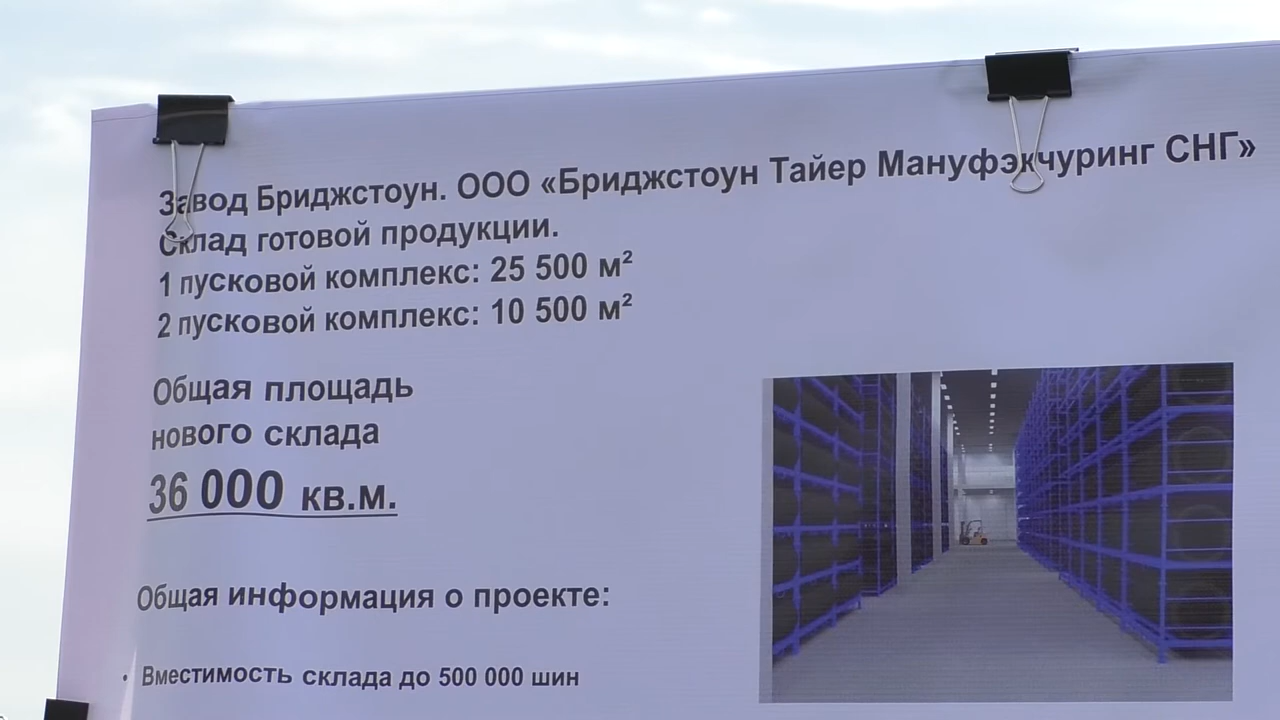 Завод Бриджстоун. ООО «Бриджстоун Тайер Мануфэкчуринг СНГ»
Склад готовой продукции.
1 пусковой комплекс: 25 500 м²
2 пусковой комплекс: 10 500 м²
Общая площадь
нового склада
36 000 кв.м.
Общая информация о проекте:
· Вместимость склада до 500 000 шин